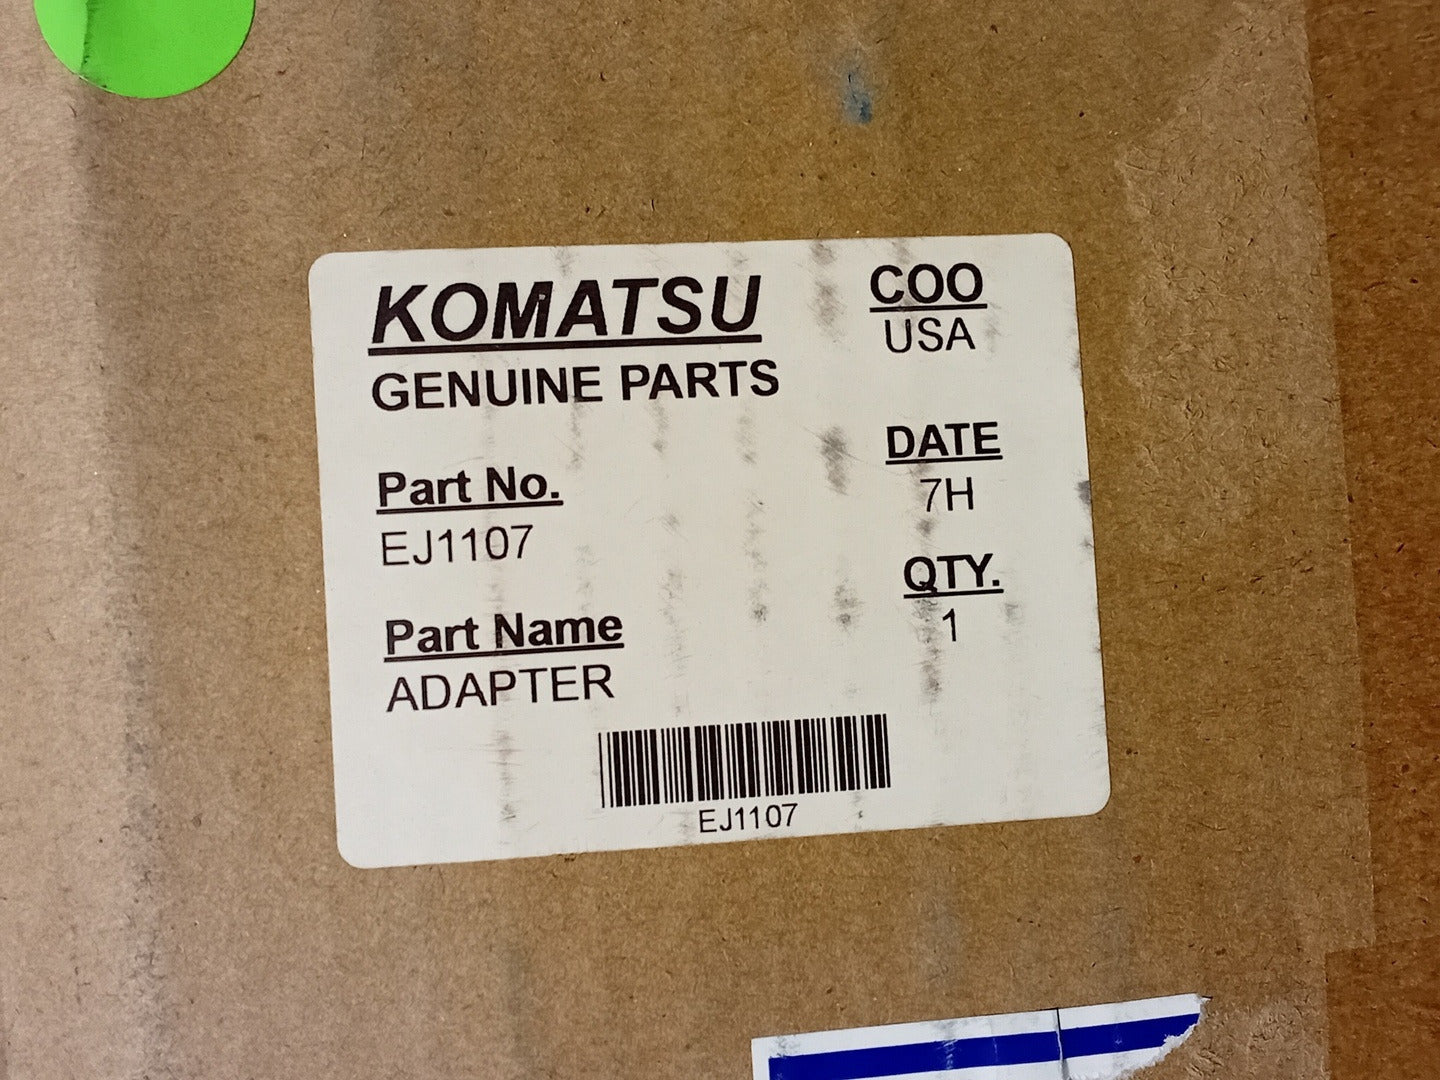 KOMATSU
GENUINE PARTS
COO
USA
Part No.
EJ1107
DATE
7H
Part Name
ADAPTER
QTY.
1
EJ1107